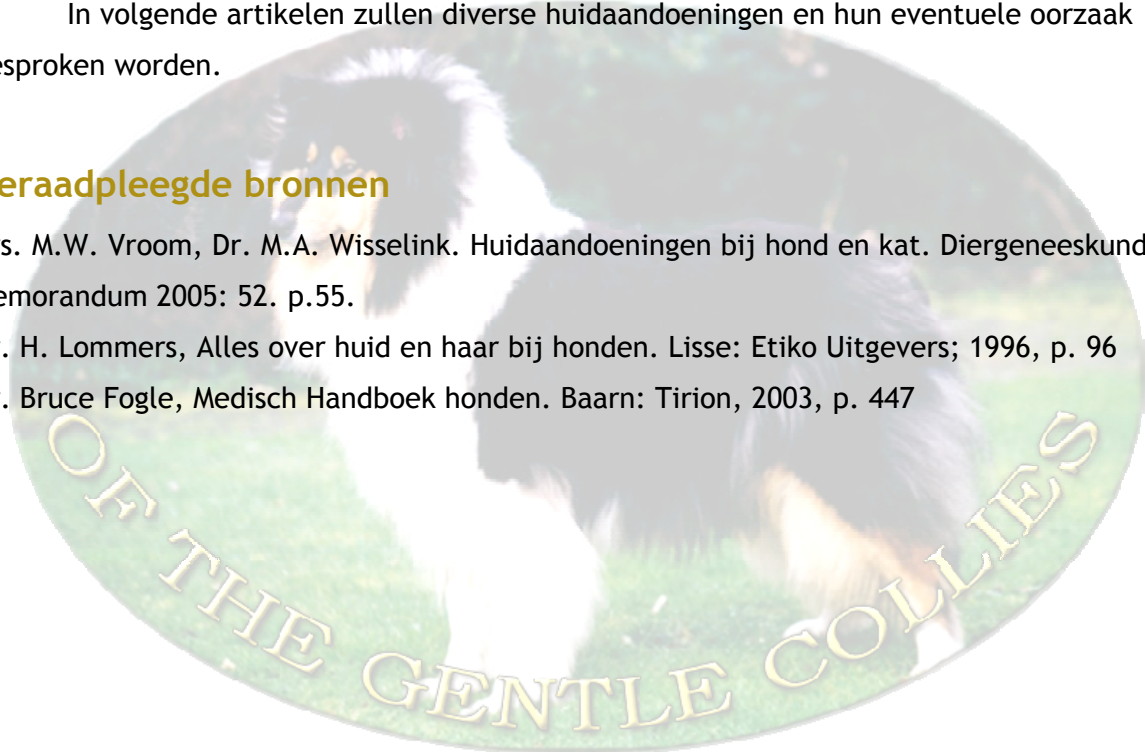 In volgende artikelen zullen diverse huidaandoeningen en hun eventuele oorzaak
esproken worden.
eraadpleegde bronnen
s. M.W. Vroom, Dr. M.A. Wisselink. Huidaandoeningen bij hond en kat. Diergeneeskund
emorandum 2005: 52. p.55.
. H. Lommers, Alles over huid en haar bij honden. Lisse: Etiko Uitgevers; 1996, p. 96
. Bruce Fogle, Medisch Handboek honden. Baarn: Tirion, 2003, p. 447
OF THE GENTLE COLLIES